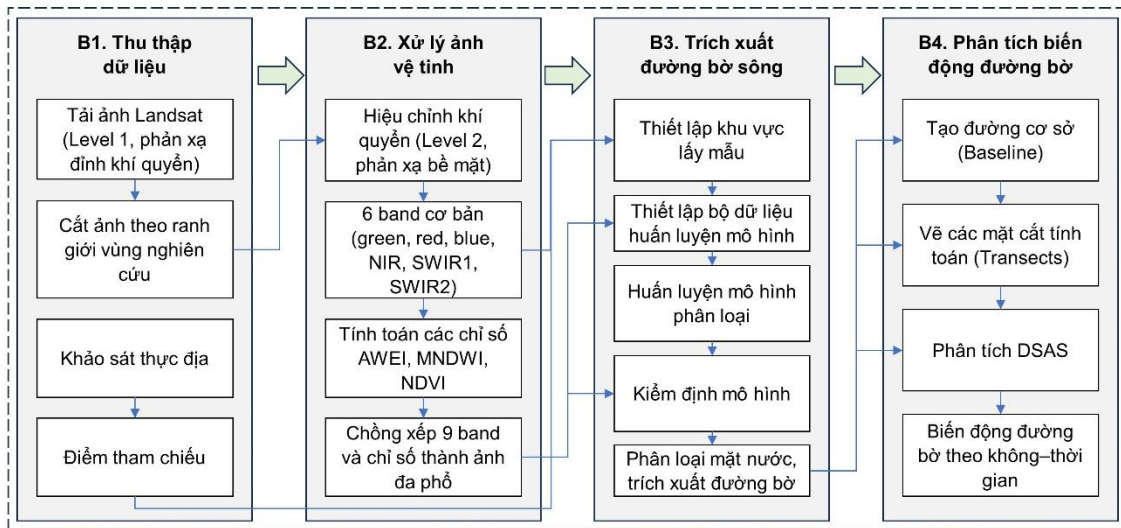 B1. Thu thập
dữ liệu
Tải ảnh Landsat
(Level 1, phản xạ
đỉnh khí quyển)
Cắt ảnh theo ranh
giới vùng nghiên
cứu
Khảo sát thực địa
Điểm tham chiếu
B2. Xử lý ảnh
vệ tinh
Hiệu chỉnh khí
quyển (Level 2,
phản xạ bề mặt)
6 band cơ bản
(green, red, blue,
NIR, SWIR1,
SWIR2)
Tính toán các chỉ số
AWEI, MNDWI,
NDVI
Chồng xếp 9 band
và chỉ số thành ảnh
đa phổ
B3. Trích xuất
đường bờ sông
Thiết lập khu vực
lấy mẫu
Thiết lập bộ dữ liệu
huấn luyện mô hình
Huấn luyện mô hình
phân loại
Kiểm định mô hình
Phân loại mặt nước,
trích xuất đường bờ
B4. Phân tích biến
động đường bờ
Tạo đường cơ sở
(Baseline)
Vẽ các mặt cắt tính
toán (Transects)
Phân tích DSAS
Biến động đường
bờ theo không–thời
gian